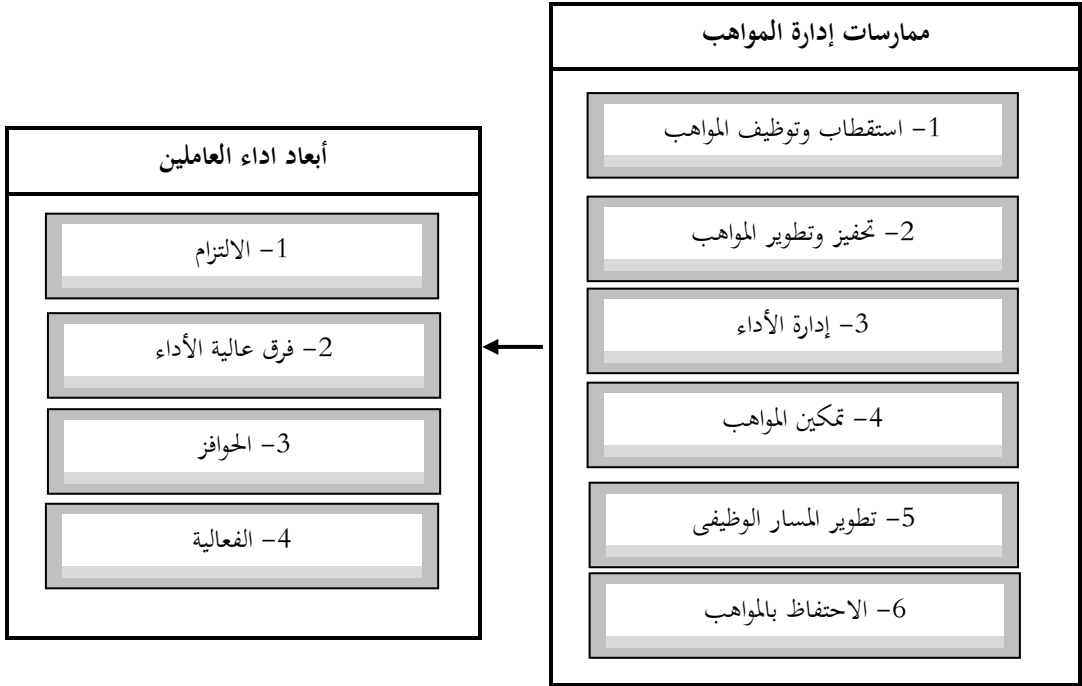 ممارسات إدارة المواهب
1- استقطاب وتوظيف المواهب
2- تحفيز وتطوير المواهب
3- إدارة الأداء
4- تمكين المواهب
5- تطوير المسار الوظيفى
6- الاحتفاظ بالمواهب
أبعاد اداء العاملين
1- الالتزام
2- فرق عالية الأداء
3- الحوافز
4- الفعالية